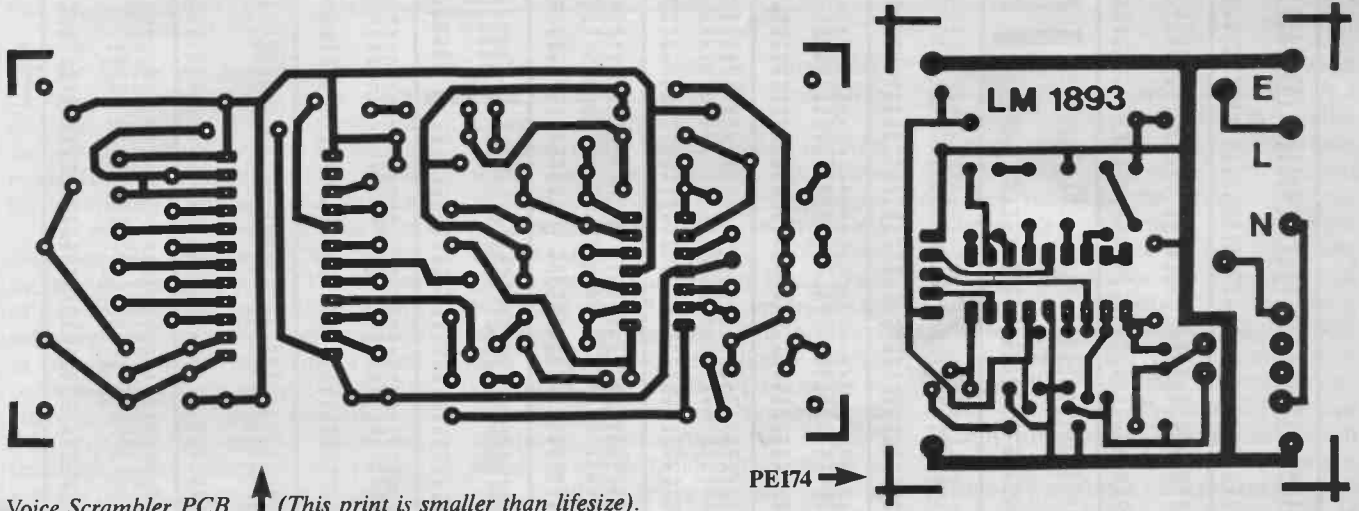 LM 1893
E
L
N
PE174
Voice Scrambler PCB (This print is smaller than lifesize).